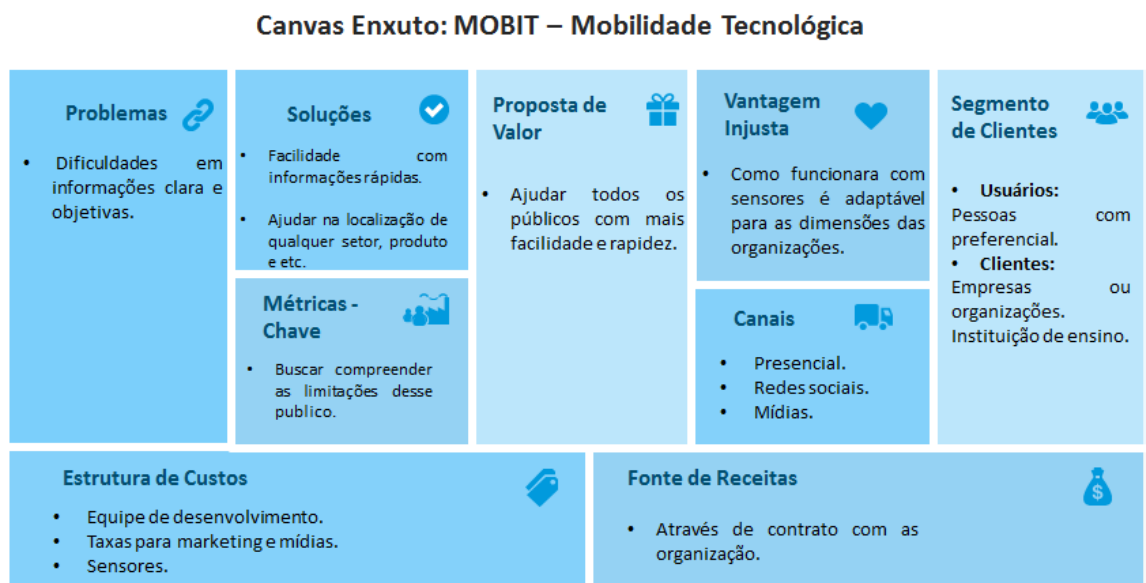 Canvas Enxuto: MOBIT – Mobilidade Tecnológica
Problemas
• Dificuldades em
informações clara e
objetivas.
Soluções
• Facilidade com
informações rápidas.
• Ajudar na localização de
qualquer setor, produto
e etc.
Métricas -
Chave
• Buscar compreender
as limitações desse
publico.
Proposta de
Valor
• Ajudar todos os
públicos com mais
facilidade e rapidez.
Vantagem
Injusta
• Como funcionara com
sensores é adaptável
para as dimensões das
organizações.
Canais
• Presencial.
• Redes sociais.
• Mídias.
Segmento
de Clientes
• Usuários:
Pessoas com
preferencial.
• Clientes:
Empresas ou
organizações.
Instituição de ensino.
Estrutura de Custos
• Equipe de desenvolvimento.
• Taxas para marketing e mídias.
• Sensores.
Fonte de Receitas
$
• Através de contrato com as
organização.